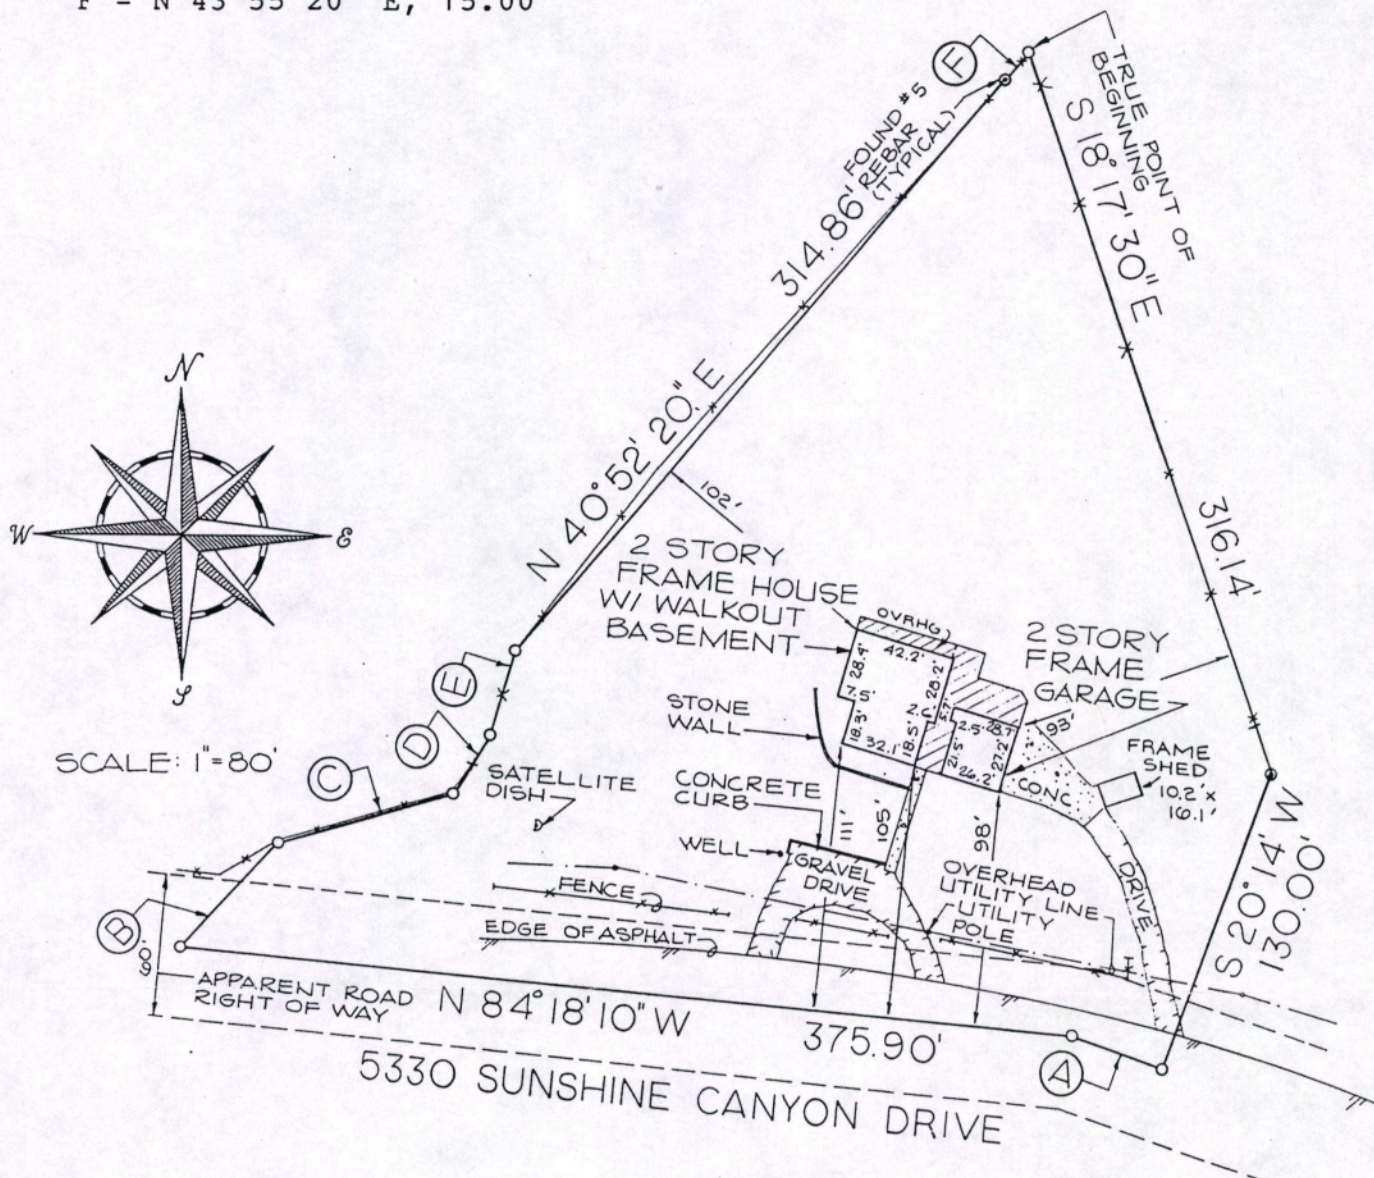 F - N 43 55 20 E, 15.00
F
TRUE POINT OF
BEGINNING
S 18° 17' 30" E
316.14'
FOUND #5
REBAR
(TYPICAL)
314.86'
N 40° 52' 20" E
102'
N
W
E
S
SCALE: 1"=80'
2 STORY
FRAME HOUSE
W/ WALKOUT
BASEMENT
OVRHG
42.2'
28.4'
28.2'
7.5'
18.3'
32.1'
18.5'
5.7'
2.5'
21.5'
26.2'
27.2'
2 STORY
FRAME
GARAGE
93'
CONC
FRAME
SHED
10.2' x
16.1'
DRIVE
STONE
WALL
CONCRETE
CURB
WELL
GRAVEL
DRIVE
111'
105'
98'
OVERHEAD
UTILITY LINE
UTILITY
POLE
SATELLITE
DISH
FENCE
EDGE OF ASPHALT
E
D
C
B
60'
APPARENT ROAD
RIGHT OF WAY
N 84° 18' 10" W
375.90'
A
S 20° 14' W
130.00'
5330 SUNSHINE CANYON DRIVE